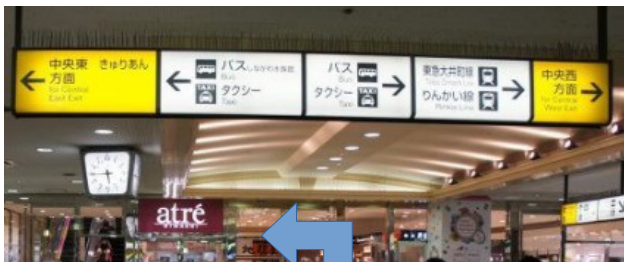 中央東 きゅりあん
方面
for Central
East Exit
バス しながわ水族館
Bus
タクシー
TAXI
Taxi
バス
Bus
タクシー
TAXI
Taxi
東急大井町線
りんかい線
Rinkai Line
中央西
方面
for Central
West Exit
atré